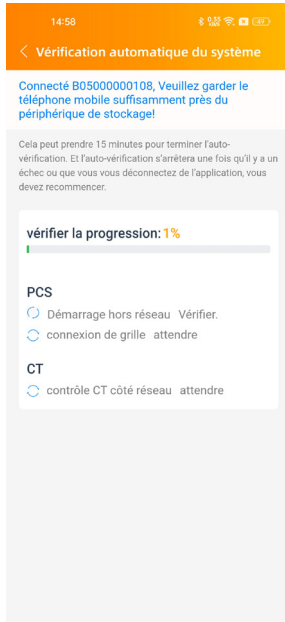 14:58
Vérification automatique du système
Connecté B05000000108, Veuillez garder le
téléphone mobile suffisamment près du
périphérique de stockage!
Cela peut prendre 15 minutes pour terminer l'auto-
vérification. Et l'auto-vérification s'arrêtera une fois qu'il y a un
échec ou que vous vous déconnectez de l'application, vous
devez recommencer.
vérifier la progression: 1%
PCS
Démarrage hors réseau Vérifier.
connexion de grille attendre
CT
contrôle CT côté réseau attendre